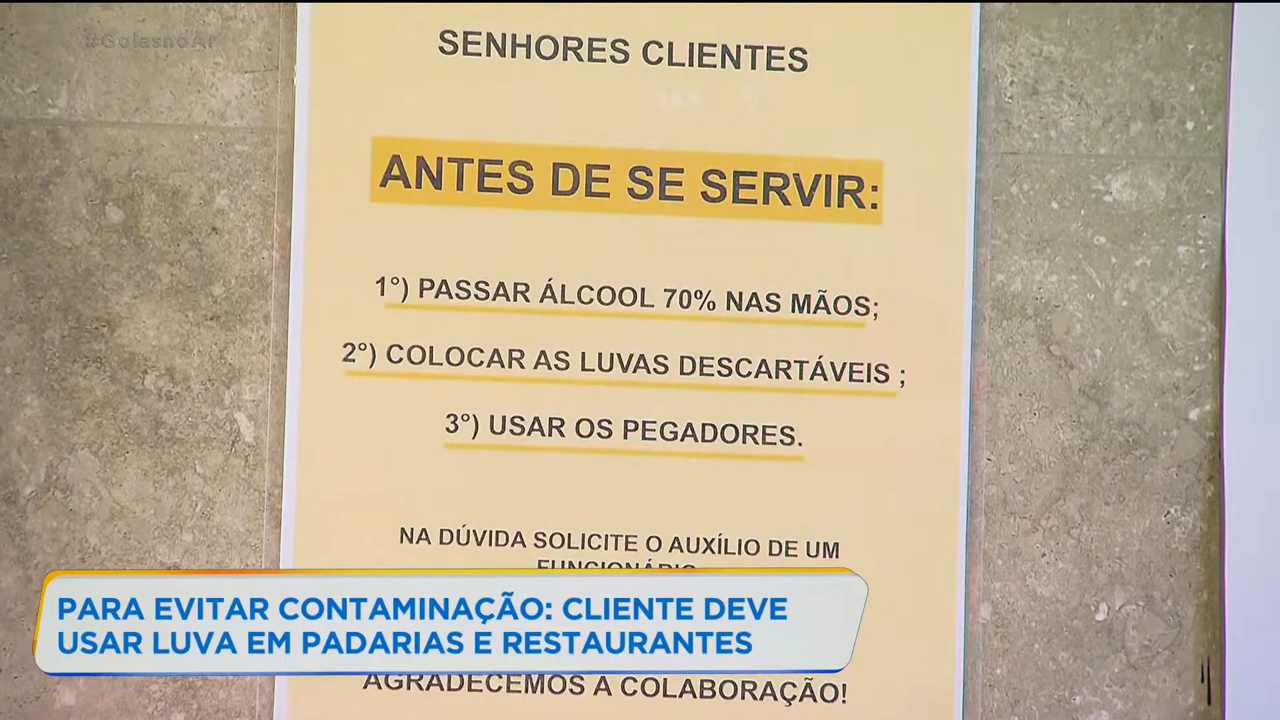 #GoiasnoAr
SENHORES CLIENTES
ANTES DE SE SERVIR:
1°) PASSAR ÁLCOOL 70% NAS MÃOS;
2°) COLOCAR AS LUVAS DESCARTÁVEIS ;
3°) USAR OS PEGADORES.
NA DÚVIDA SOLICITE O AUXÍLIO DE UM
FUNCIONÁRIO
PARA EVITAR CONTAMINAÇÃO: CLIENTE DEVE
USAR LUVA EM PADARIAS E RESTAURANTES
AGRADECEMOS A COLABORAÇÃO!